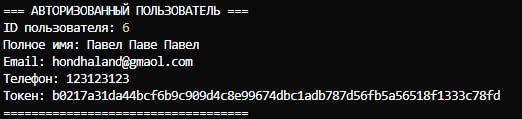 === АВТОРИЗОВАННЫЙ ПОЛЬЗОВАТЕЛЬ ===
ID пользователя: 6
Полное имя: Павел Паве Павел
Email: hondhaland@gmaol.com
Телефон: 123123123
Токен: b0217a31da44bcf6b9c909d4c8e99674dbc1adb787d56fb5a56518f1333c78fd
===================================